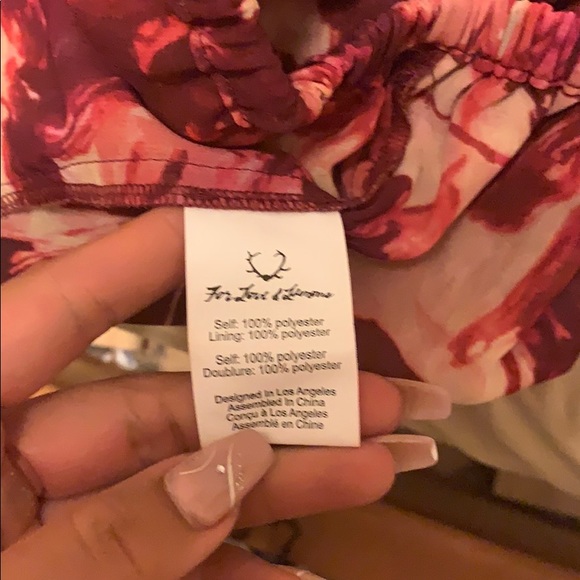 For Love & Lemons
Self: 100% polyester
Lining: 100% polyester
Self: 100% polyester
Doublure: 100% polyester
Designed In Los Angeles
Assembled In China
Conçu à Los Angeles
Assemblé en Chine